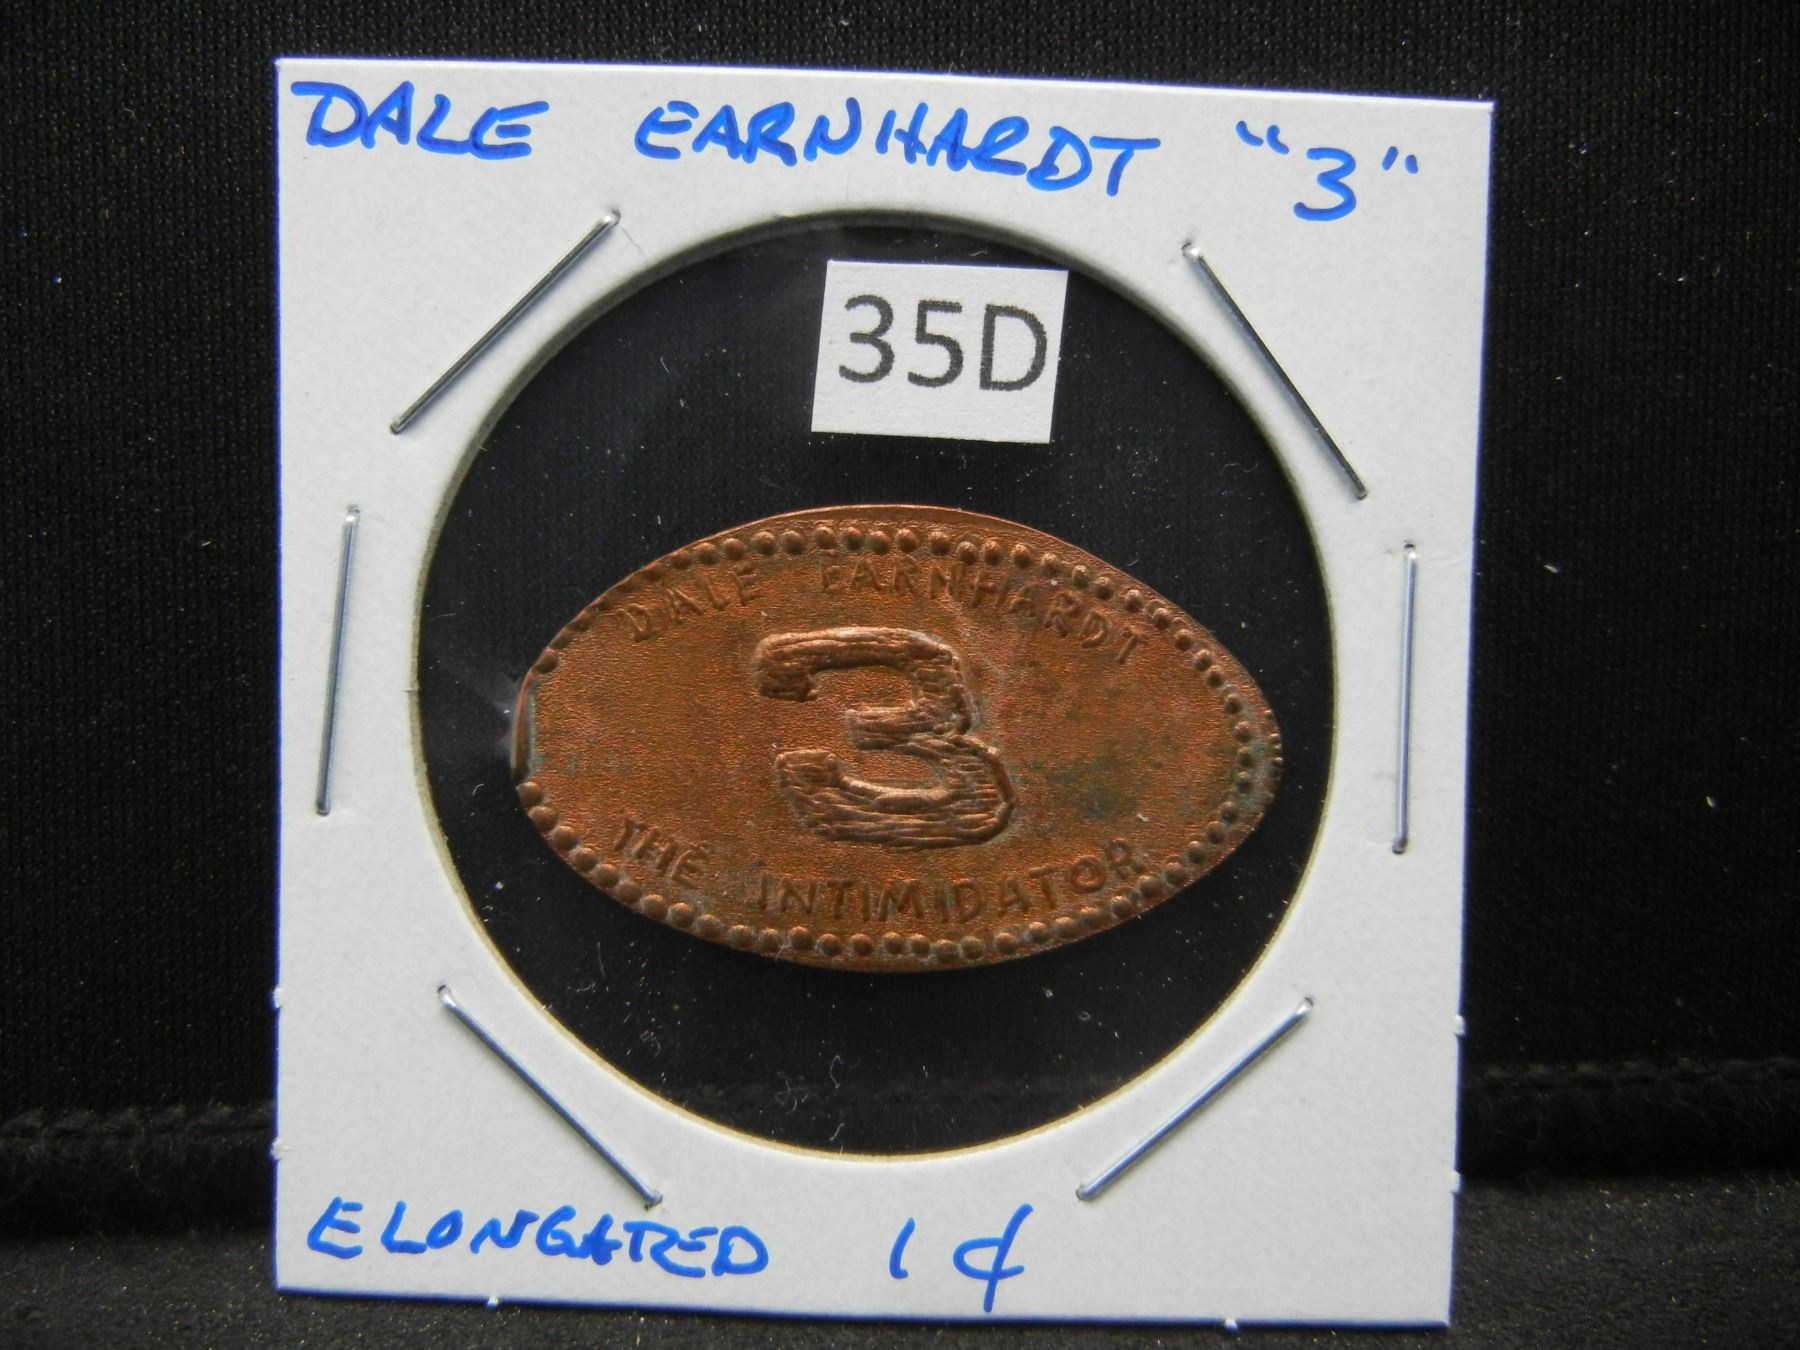 DALE EARNHARDT "3"
35D
DALE EARNHARDT
3
THE INTIMIDATOR
ELONGATED 1¢